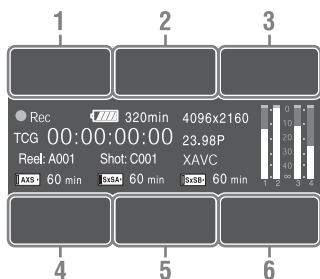 1 2 3
Rec 320min 4096x2160
TCG 00:00:00:00 23.98P
Reel: A001 Shot: C001 XAVC
AXS 60 min SxSA 60 min SxSB 60 min
0
10
20
30
40
∞
1 2 3 4
4 5 6